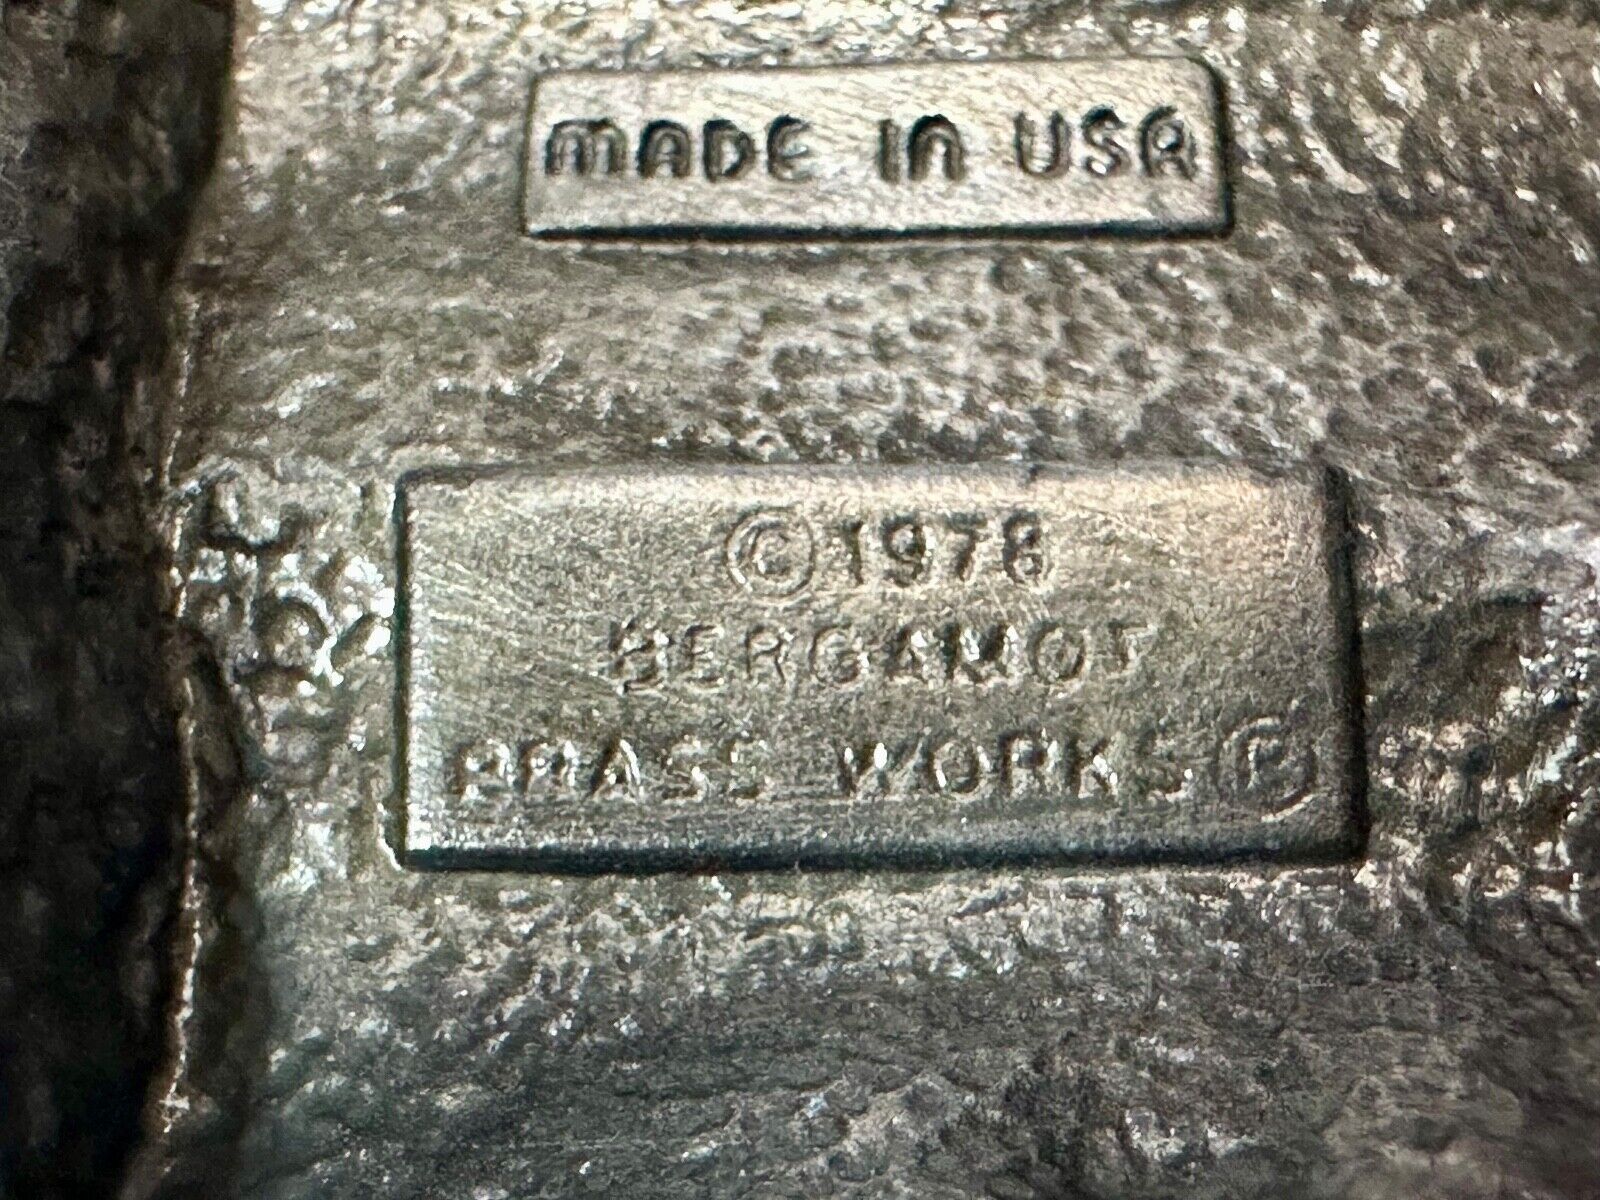 MADE IN USA
©1978
BERGAMOT
BRASS WORKS ®